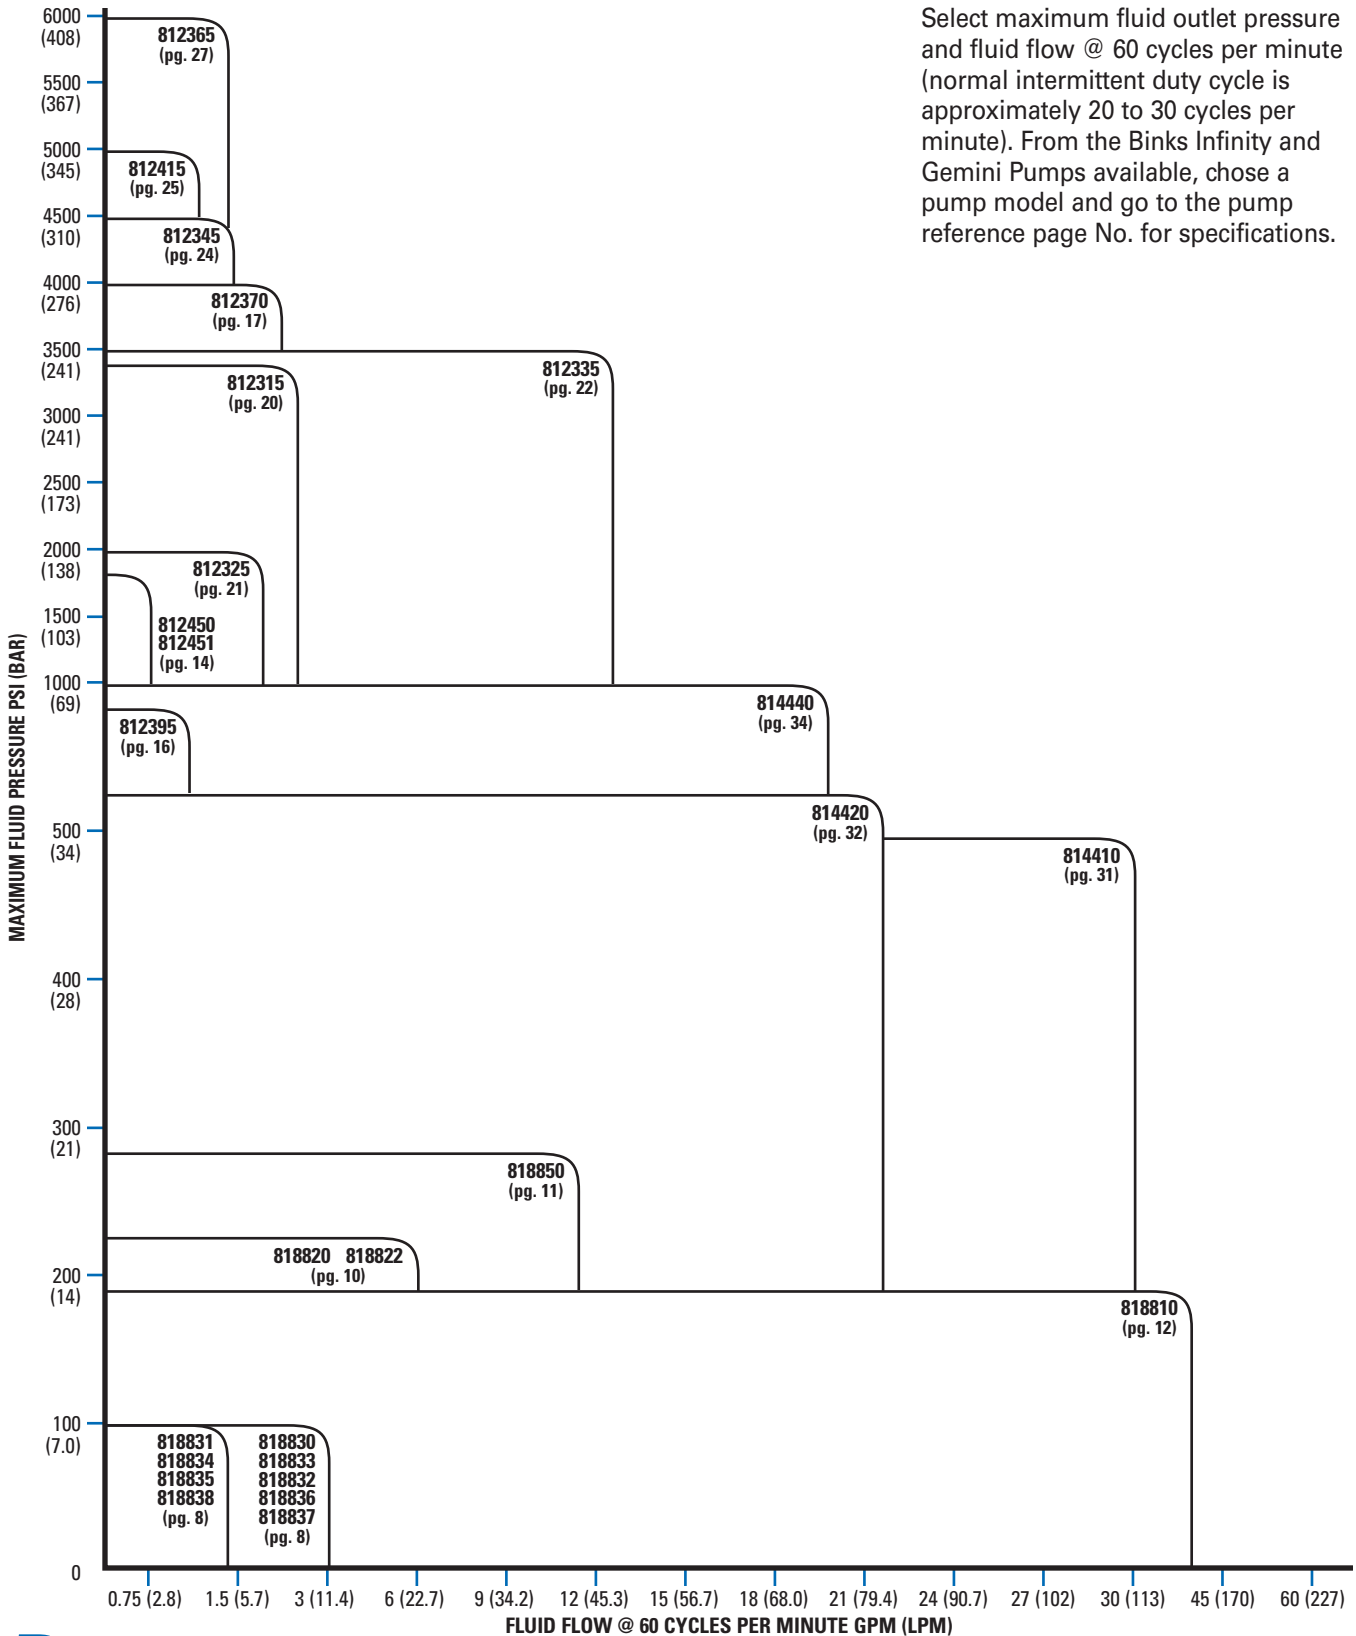 Select maximum fluid outlet pressure
and fluid flow @ 60 cycles per minute
(normal intermittent duty cycle is
approximately 20 to 30 cycles per
minute). From the Binks Infinity and
Gemini Pumps available, chose a
pump model and go to the pump
reference page No. for specifications.
MAXIMUM FLUID PRESSURE PSI (BAR)
6000
(408)
5500
(367)
5000
(345)
4500
(310)
4000
(276)
3500
(241)
3000
(241)
2500
(173)
2000
(138)
1500
(103)
1000
(69)
500
(34)
400
(28)
300
(21)
200
(14)
100
(7.0)
0
812365
(pg. 27)
812415
(pg. 25)
812345
(pg. 24)
812370
(pg. 17)
812335
(pg. 22)
812315
(pg. 20)
812325
(pg. 21)
812450
812451
(pg. 14)
814440
(pg. 34)
812395
(pg. 16)
814420
(pg. 32)
814410
(pg. 31)
818850
(pg. 11)
818820 818822
(pg. 10)
818810
(pg. 12)
818831
818834
818835
818838
(pg. 8)
818830
818833
818832
818836
818837
(pg. 8)
0.75 (2.8) 1.5 (5.7) 3 (11.4) 6 (22.7) 9 (34.2) 12 (45.3) 15 (56.7) 18 (68.0) 21 (79.4) 24 (90.7) 27 (102) 30 (113) 45 (170) 60 (227)
FLUID FLOW @ 60 CYCLES PER MINUTE GPM (LPM)